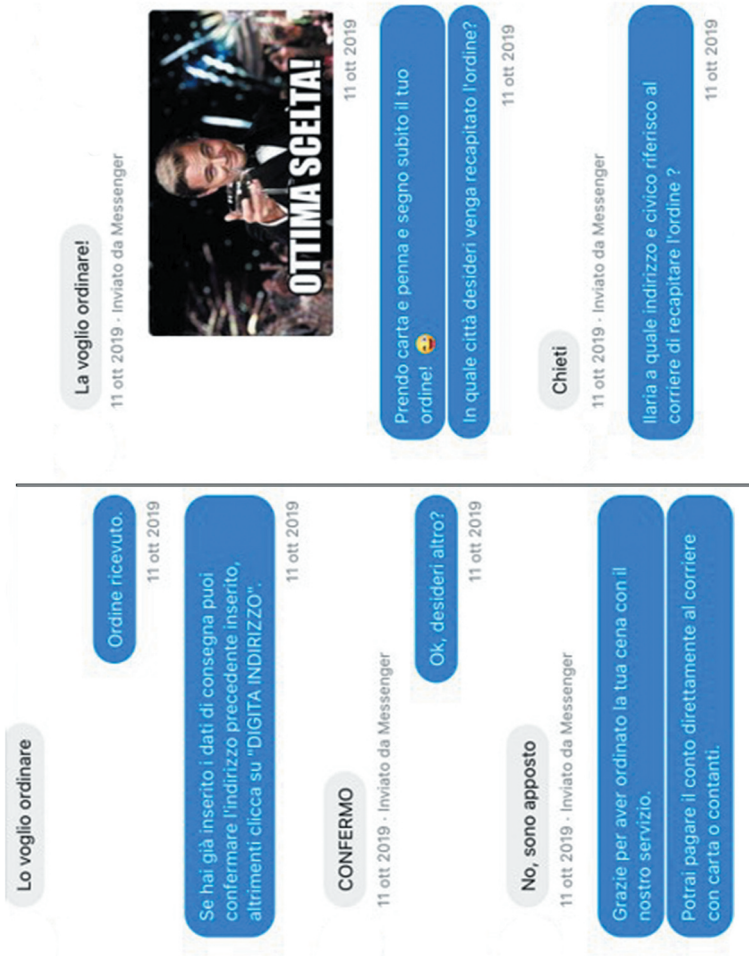 Lo voglio ordinare
Ordine ricevuto.
11 ott 2019
Se hai già inserito i dati di consegna puoi
confermare l'indirizzo precedente inserito,
altrimenti clicca su "DIGITA INDIRIZZO".
11 ott 2019
CONFERMO
11 ott 2019 · Inviato da Messenger
Ok, desideri altro?
11 ott 2019
No, sono apposto
11 ott 2019 · Inviato da Messenger
Grazie per aver ordinato la tua cena con il
nostro servizio.
Potrai pagare il conto direttamente al corriere
con carta o contanti.
La voglio ordinare!
11 ott 2019 · Inviato da Messenger
OTTIMA SCELTA!
11 ott 2019
Prendo carta e penna e segno subito il tuo
ordine! 😄
In quale città desideri venga recapitato l'ordine?
11 ott 2019
Chieti
11 ott 2019 · Inviato da Messenger
Ilaria a quale indirizzo e civico riferisco al
corriere di recapitare l'ordine ?
11 ott 2019